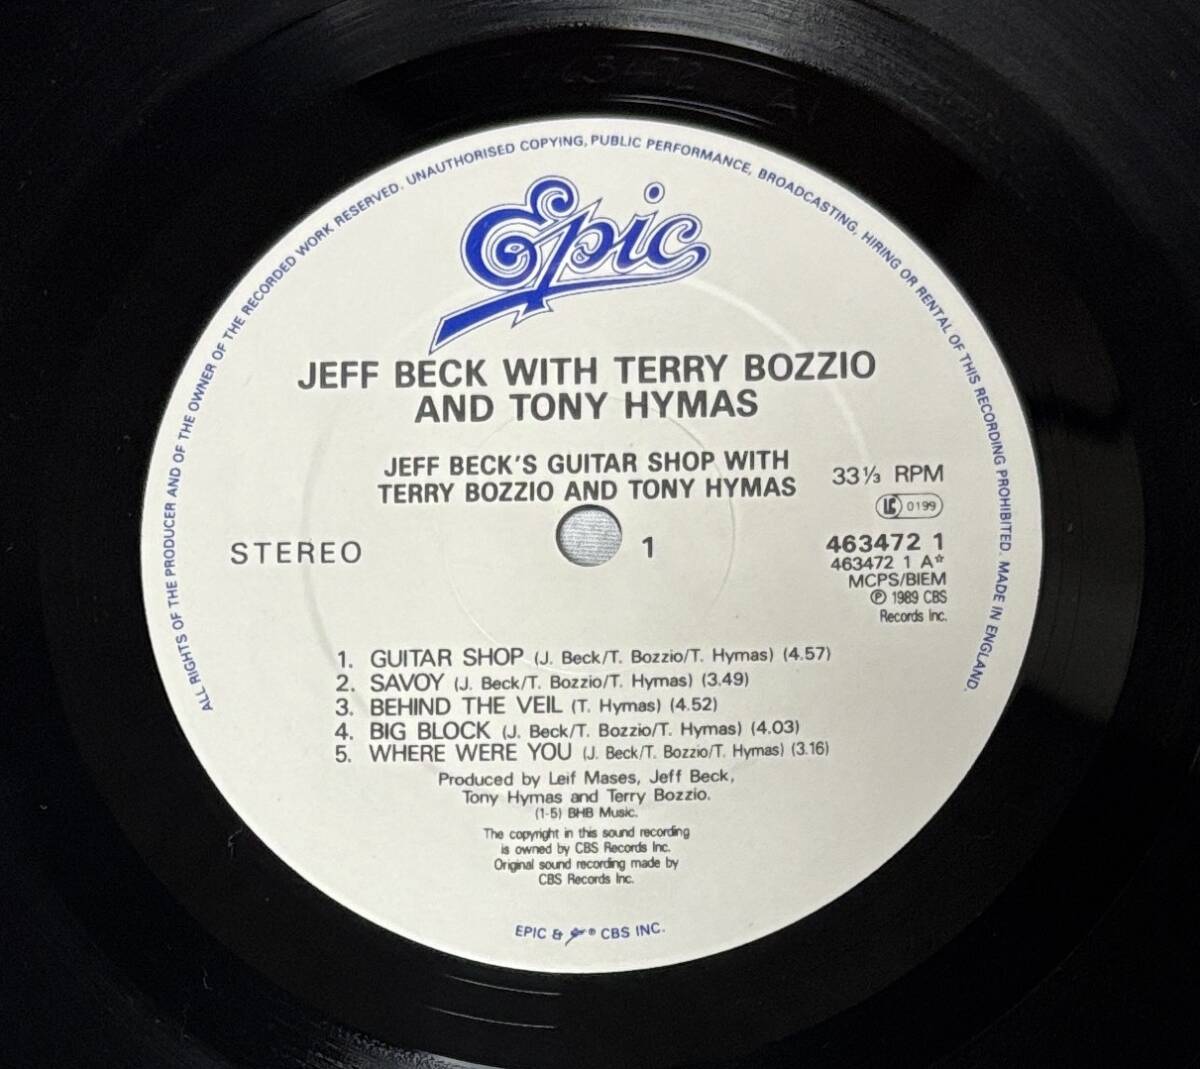 ALL RIGHTS OF THE PRODUCER AND OF THE OWNER OF THE RECORDED WORK RESERVED. UNAUTHORISED COPYING, PUBLIC PERFORMANCE, BROADCASTING, HIRING OR RENTAL OF THIS RECORDING PROHIBITED. MADE IN ENGLAND.
Epic
JEFF BECK WITH TERRY BOZZIO
AND TONY HYMAS
JEFF BECK'S GUITAR SHOP WITH
TERRY BOZZIO AND TONY HYMAS
33⅓ RPM
LC 0199
STEREO
1
463472 1
463472 1 A☆
MCPS/BIEM
℗ 1989 CBS
Records Inc.
1. GUITAR SHOP (J. Beck/T. Bozzio/T. Hymas) (4.57)
2. SAVOY (J. Beck/T. Bozzio/T. Hymas) (3.49)
3. BEHIND THE VEIL (T. Hymas) (4.52)
4. BIG BLOCK (J. Beck/T. Bozzio/T. Hymas) (4.03)
5. WHERE WERE YOU (J. Beck/T. Bozzio/T. Hymas) (3.16)
Produced by Leif Mases, Jeff Beck,
Tony Hymas and Terry Bozzio.
(1-5) BHB Music.
The copyright in this sound recording
is owned by CBS Records Inc.
Original sound recording made by
CBS Records Inc.
EPIC & ® CBS INC.